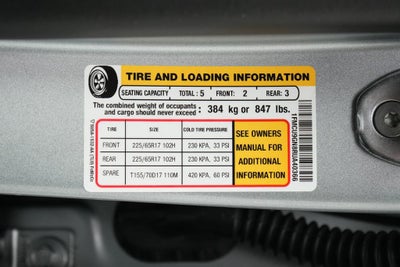 TIRE AND LOADING INFORMATION
SEATING CAPACITY TOTAL : 5 FRONT: 2 REAR: 3
The combined weight of occupants
and cargo should never exceed : 384 kg or 847 lbs.
TIRE SIZE COLD TIRE PRESSURE
FRONT 225/65R17 102H 230 KPA, 33 PSI
REAR 225/65R17 102H 230 KPA, 33 PSI
SPARE T155/70D17 110M 420 KPA, 60 PSI
SEE OWNERS
MANUAL FOR
ADDITIONAL
INFORMATION